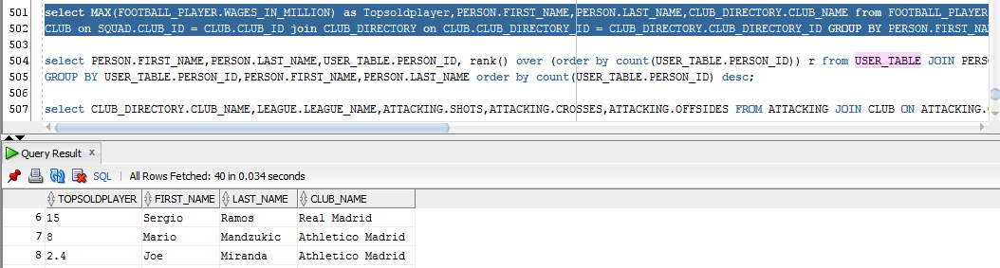 501 select MAX(FOOTBALL_PLAYER.WAGES_IN_MILLION) as Topsoldplayer,PERSON.FIRST_NAME,PERSON.LAST_NAME,CLUB_DIRECTORY.CLUB_NAME from FOOTBALL_PLAYER
502 CLUB on SQUAD.CLUB_ID = CLUB.CLUB_ID join CLUB_DIRECTORY on CLUB.CLUB_DIRECTORY_ID = CLUB_DIRECTORY.CLUB_DIRECTORY_ID GROUP BY PERSON.FIRST_NA
503
504 select PERSON.FIRST_NAME,PERSON.LAST_NAME,USER_TABLE.PERSON_ID, rank() over (order by count(USER_TABLE.PERSON_ID)) r from USER_TABLE JOIN PERS
505 GROUP BY USER_TABLE.PERSON_ID,PERSON.FIRST_NAME,PERSON.LAST_NAME order by count(USER_TABLE.PERSON_ID) desc;
506
507 select CLUB_DIRECTORY.CLUB_NAME,LEAGUE.LEAGUE_NAME,ATTACKING.SHOTS,ATTACKING.CROSSES,ATTACKING.OFFSIDES FROM ATTACKING JOIN CLUB ON ATTACKING.
Query Result x
SQL | All Rows Fetched: 40 in 0.034 seconds
TOPSOLDPLAYER FIRST_NAME LAST_NAME CLUB_NAME
6 15 Sergio Ramos Real Madrid
7 8 Mario Mandzukic Athletico Madrid
8 2.4 Joe Miranda Athletico Madrid